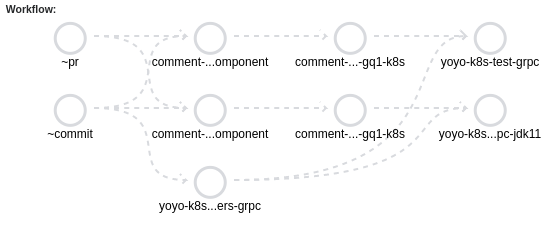 Workflow:
~pr
comment-...omponent
comment-...-gq1-k8s
yoyo-k8s-test-grpc
~commit
comment-...omponent
comment-...-gq1-k8s
yoyo-k8s...pc-jdk11
yoyo-k8s...ers-grpc